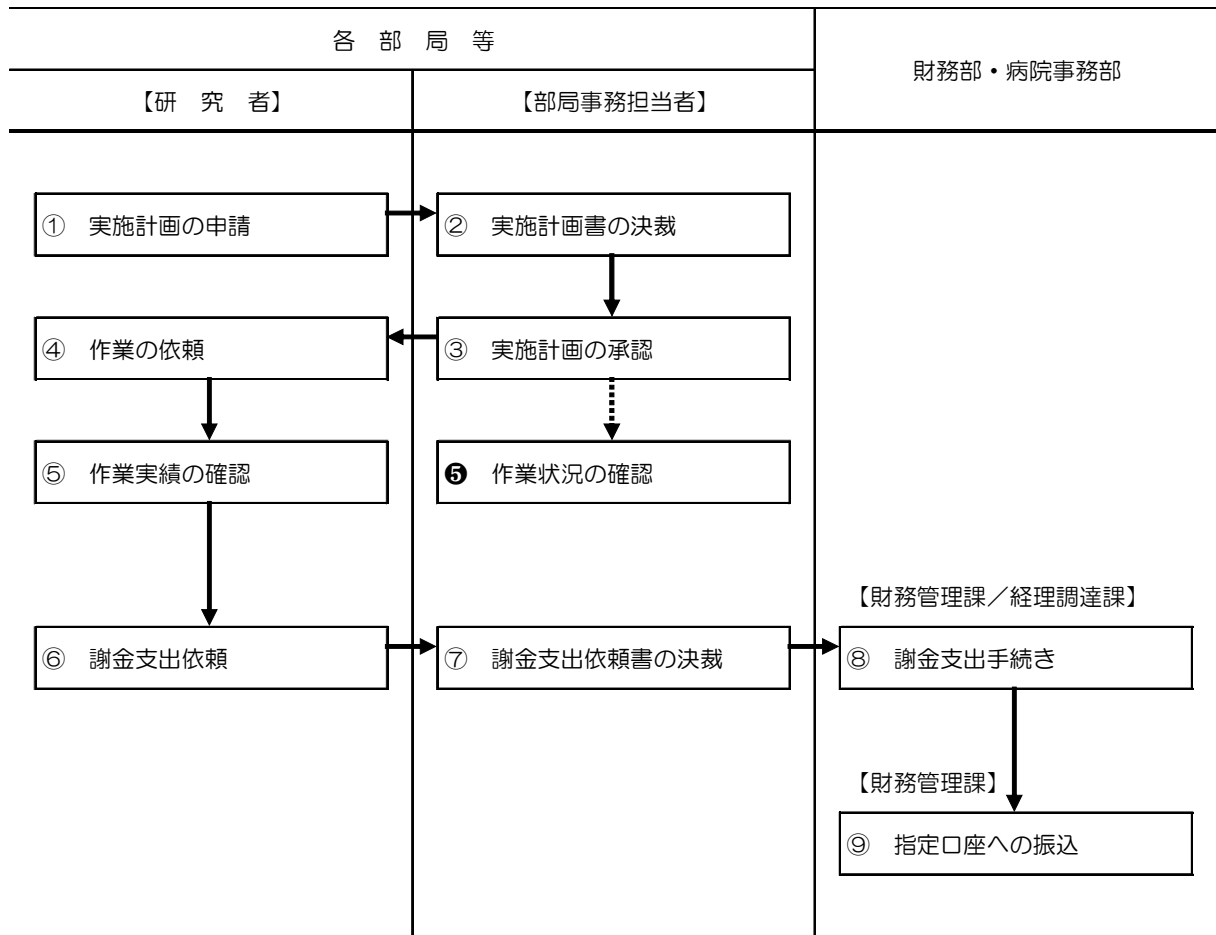 各 部 局 等
財務部・病院事務部
【研 究 者】
【部局事務担当者】
① 実施計画の申請
② 実施計画書の決裁
④ 作業の依頼
③ 実施計画の承認
⑤ 作業実績の確認
❺ 作業状況の確認
【財務管理課／経理調達課】
⑥ 謝金支出依頼
⑦ 謝金支出依頼書の決裁
⑧ 謝金支出手続き
【財務管理課】
⑨ 指定口座への振込